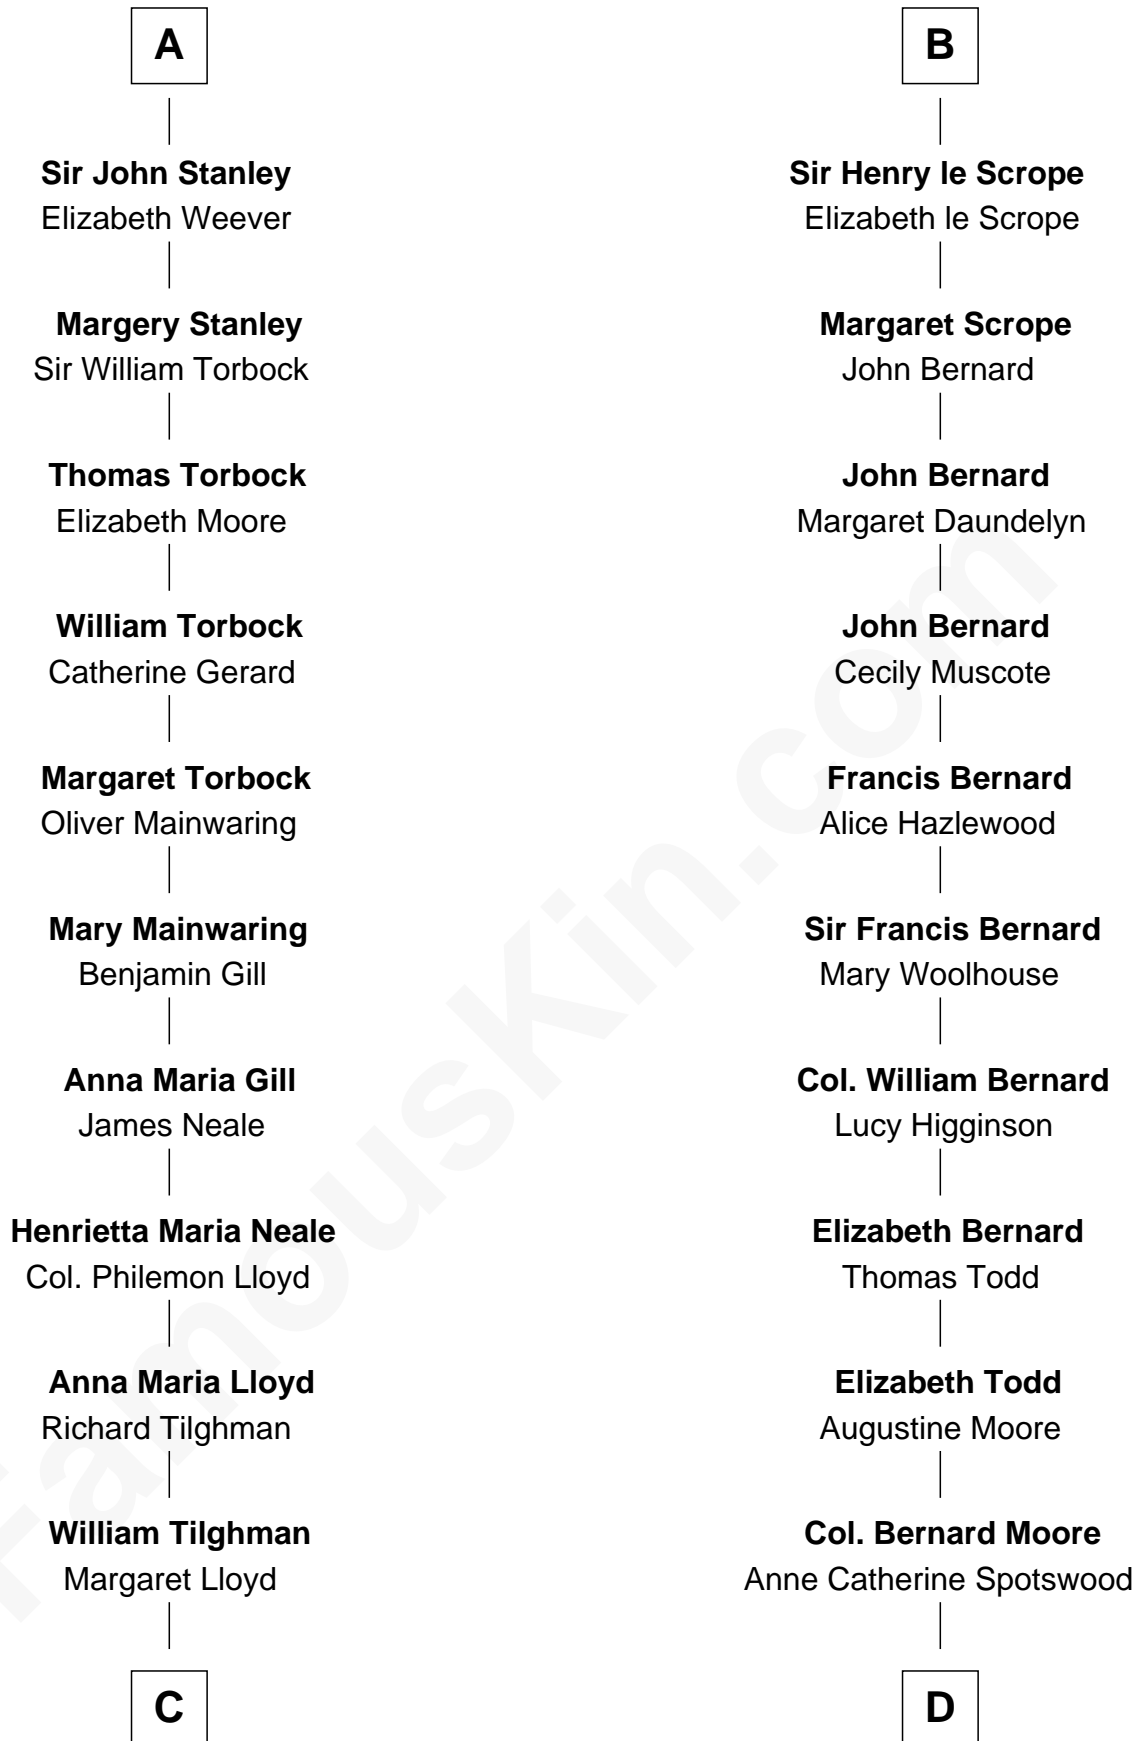 A
Sir John Stanley
Elizabeth Weever
Margery Stanley
Sir William Torbock
Thomas Torbock
Elizabeth Moore
William Torbock
Catherine Gerard
Margaret Torbock
Oliver Mainwaring
Mary Mainwaring
Benjamin Gill
Anna Maria Gill
James Neale
Henrietta Maria Neale
Col. Philemon Lloyd
Anna Maria Lloyd
Richard Tilghman
William Tilghman
Margaret Lloyd
C
B
Sir Henry le Scrope
Elizabeth le Scrope
Margaret Scrope
John Bernard
John Bernard
Margaret Daundelyn
John Bernard
Cecily Muscote
Francis Bernard
Alice Hazlewood
Sir Francis Bernard
Mary Woolhouse
Col. William Bernard
Lucy Higginson
Elizabeth Bernard
Thomas Todd
Elizabeth Todd
Augustine Moore
Col. Bernard Moore
Anne Catherine Spotswood
D
FamousKin.com